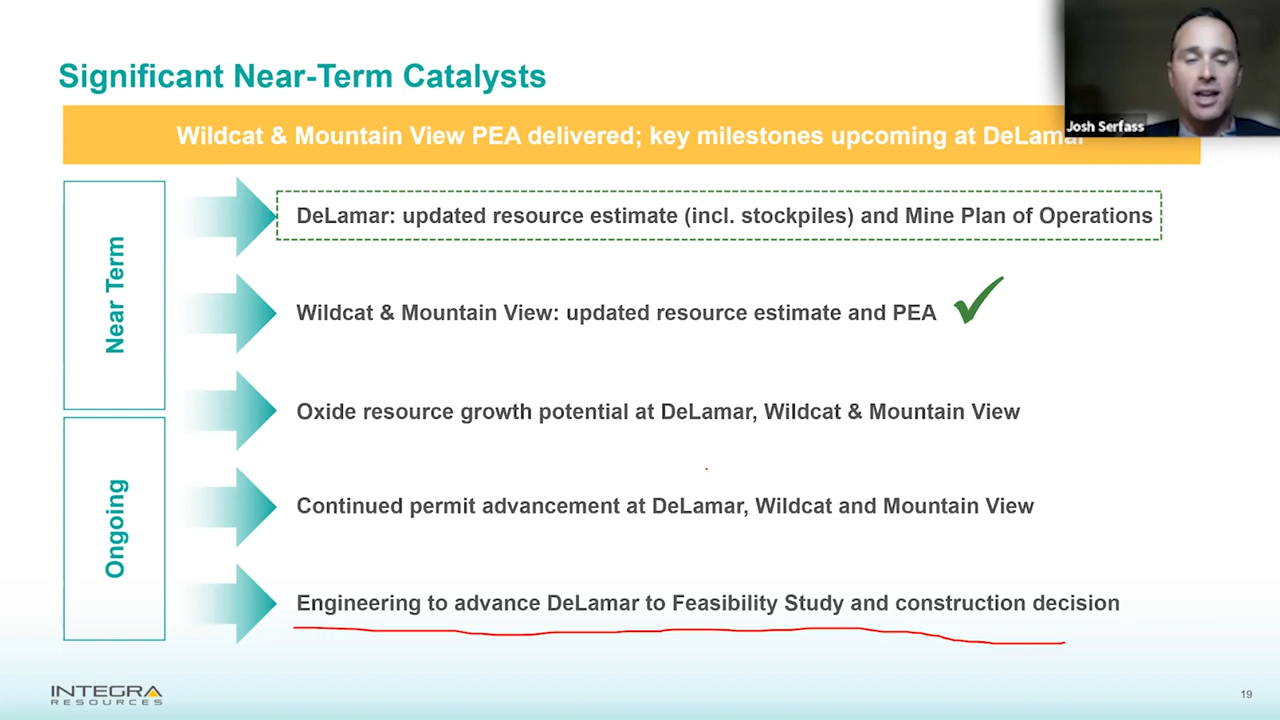 Significant Near-Term Catalysts
Wildcat & Mountain View PEA delivered; key milestones upcoming at DeLamar
Josh Serfass
Near Term
DeLamar: updated resource estimate (incl. stockpiles) and Mine Plan of Operations
Wildcat & Mountain View: updated resource estimate and PEA
Oxide resource growth potential at DeLamar, Wildcat & Mountain View
Ongoing
Continued permit advancement at DeLamar, Wildcat and Mountain View
Engineering to advance DeLamar to Feasibility Study and construction decision
INTEGRA
RESOURCES
19